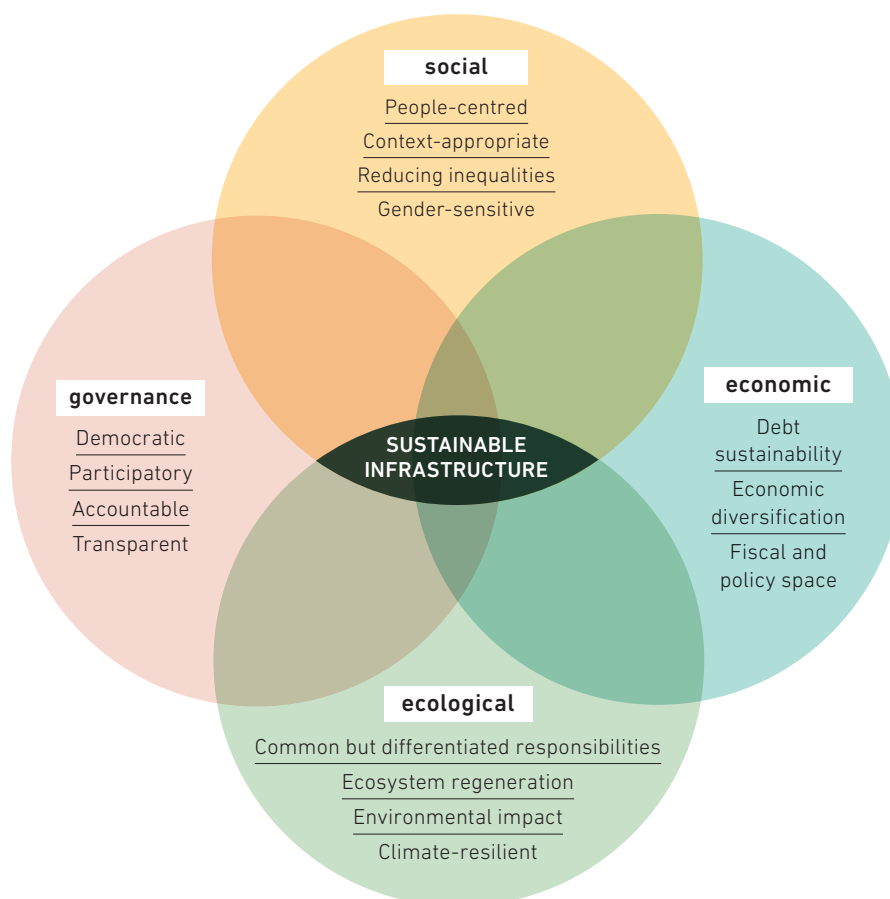 social
People-centred
Context-appropriate
Reducing inequalities
Gender-sensitive
governance
Democratic
Participatory
Accountable
Transparent
SUSTAINABLE
INFRASTRUCTURE
economic
Debt
sustainability
Economic
diversification
Fiscal and
policy space
ecological
Common but differentiated responsibilities
Ecosystem regeneration
Environmental impact
Climate-resilient